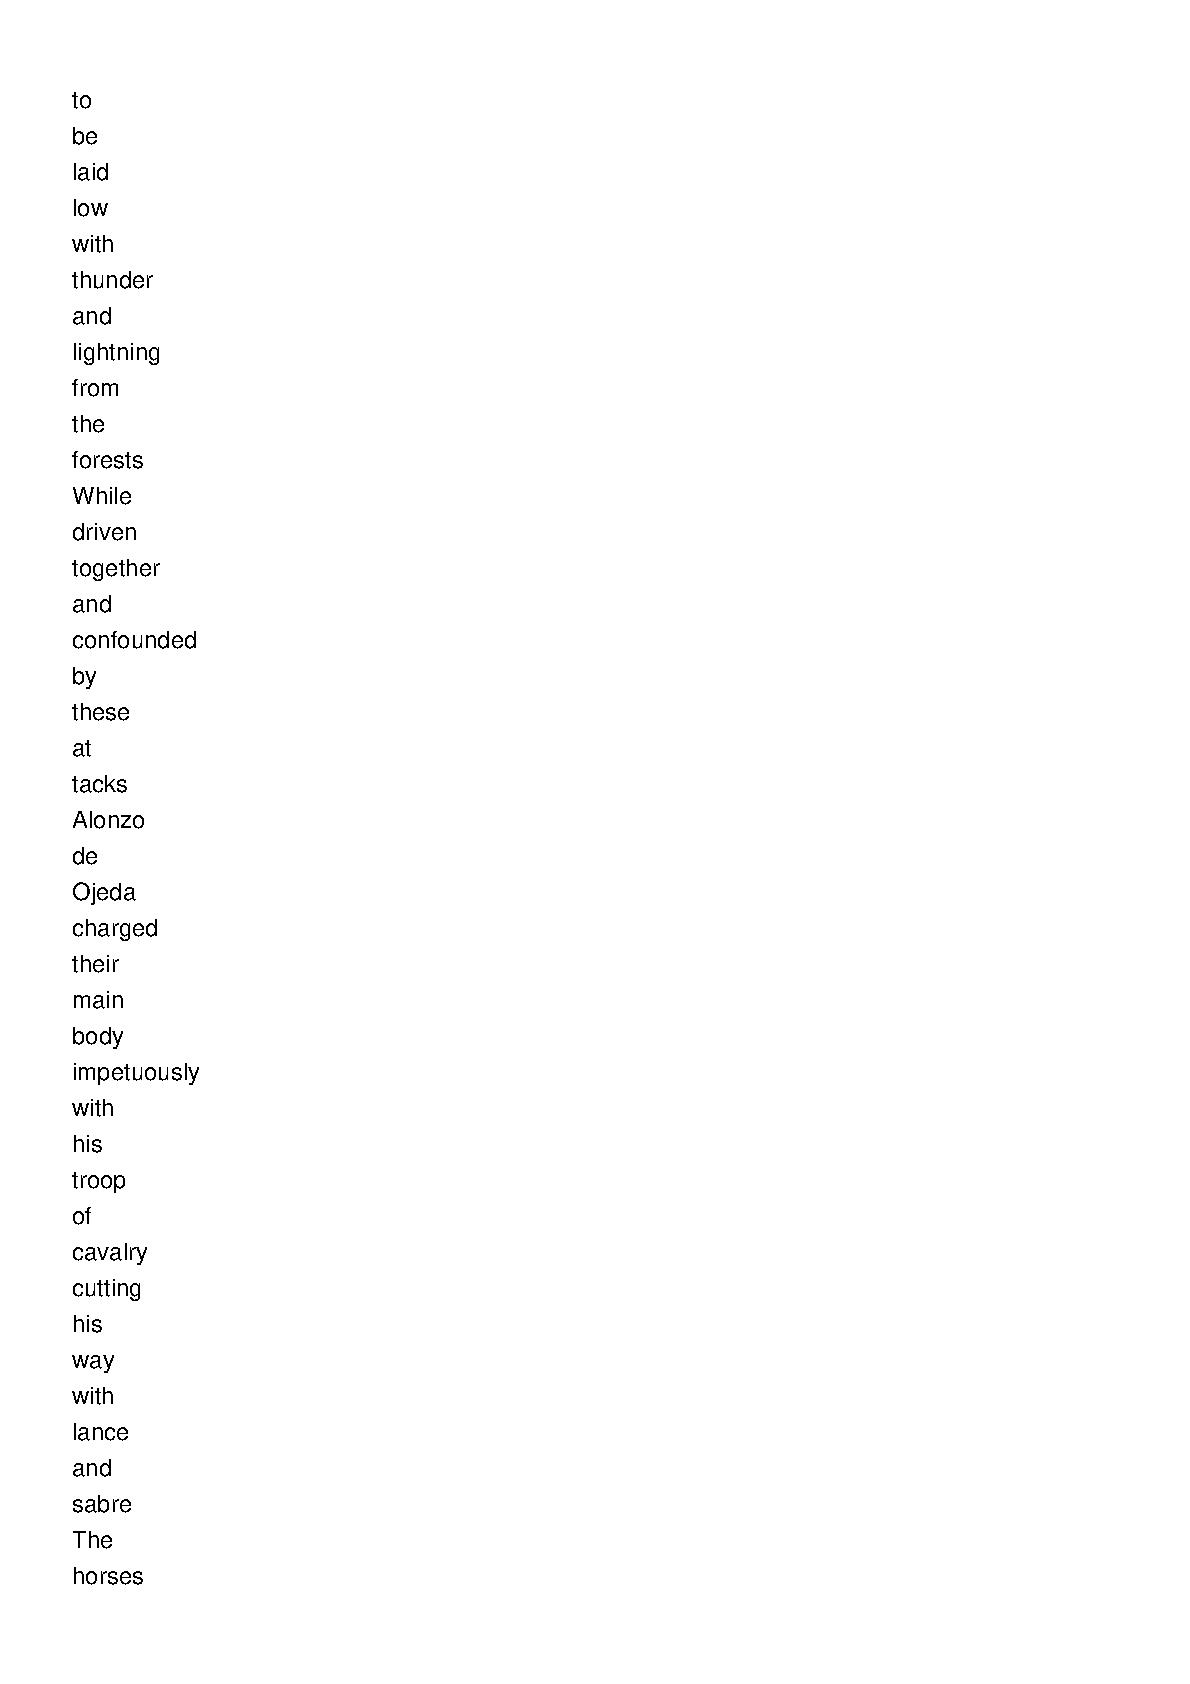 to
be
laid
low
with
thunder
and
lightning
from
the
forests
While
driven
together
and
confounded
by
these
at
tacks
Alonzo
de
Ojeda
charged
their
main
body
impetuously
with
his
troop
of
cavalry
cutting
his
way
with
lance
and
sabre
The
horses